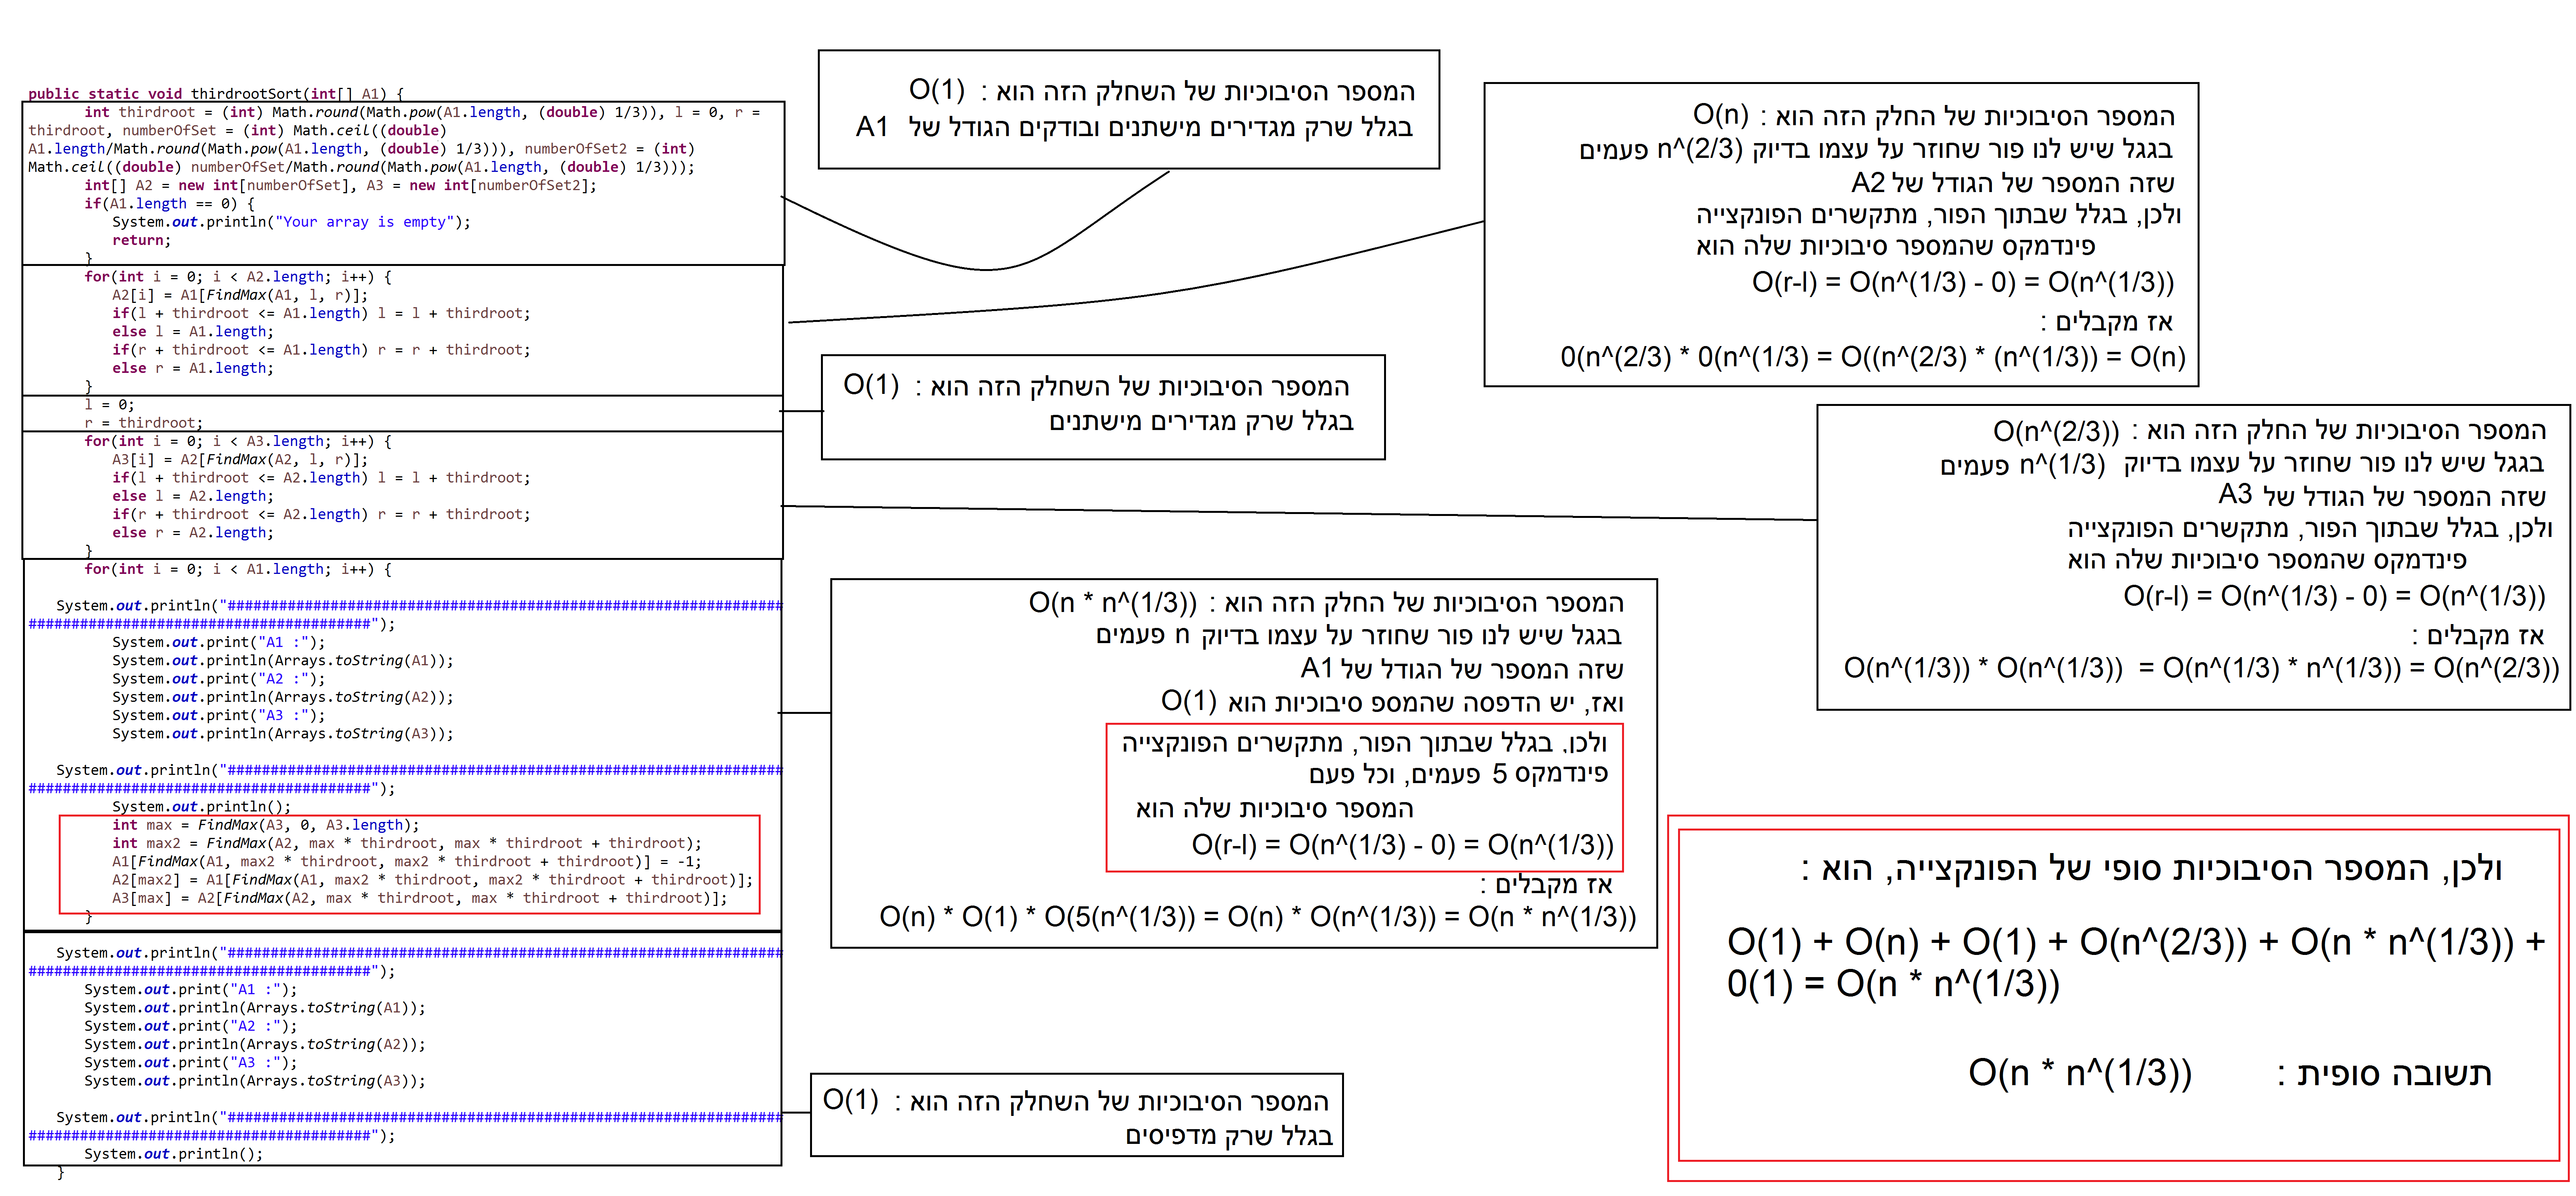 public static void thirdrootSort(int[] A1) {
int thirdroot = (int) Math.round(Math.pow(A1.length, (double) 1/3)), l = 0, r =
thirdroot, numberOfSet = (int) Math.ceil((double)
A1.length/Math.round(Math.pow(A1.length, (double) 1/3))), numberOfSet2 = (int)
Math.ceil((double) numberOfSet/Math.round(Math.pow(A1.length, (double) 1/3)));
int[] A2 = new int[numberOfSet], A3 = new int[numberOfSet2];
if(A1.length == 0) {
System.out.println("Your array is empty");
return;
}
for(int i = 0; i < A2.length; i++) {
A2[i] = A1[FindMax(A1, l, r)];
if(l + thirdroot <= A1.length) l = l + thirdroot;
else l = A1.length;
if(r + thirdroot <= A1.length) r = r + thirdroot;
else r = A1.length;
}
l = 0;
r = thirdroot;
for(int i = 0; i < A3.length; i++) {
A3[i] = A2[FindMax(A2, l, r)];
if(l + thirdroot <= A2.length) l = l + thirdroot;
else l = A2.length;
if(r + thirdroot <= A2.length) r = r + thirdroot;
else r = A2.length;
}
for(int i = 0; i < A1.length; i++) {
System.out.println("#################################################################
########################################");
System.out.print("A1 :");
System.out.println(Arrays.toString(A1));
System.out.print("A2 :");
System.out.println(Arrays.toString(A2));
System.out.print("A3 :");
System.out.println(Arrays.toString(A3));
System.out.println("#################################################################
########################################");
System.out.println();
int max = FindMax(A3, 0, A3.length);
int max2 = FindMax(A2, max * thirdroot, max * thirdroot + thirdroot);
A1[FindMax(A1, max2 * thirdroot, max2 * thirdroot + thirdroot)] = -1;
A2[max2] = A1[FindMax(A1, max2 * thirdroot, max2 * thirdroot + thirdroot)];
A3[max] = A2[FindMax(A2, max * thirdroot, max * thirdroot + thirdroot)];
}
System.out.println("#################################################################
########################################");
System.out.print("A1 :");
System.out.println(Arrays.toString(A1));
System.out.print("A2 :");
System.out.println(Arrays.toString(A2));
System.out.print("A3 :");
System.out.println(Arrays.toString(A3));
System.out.println("#################################################################
########################################");
System.out.println();
}
המספר הסיבוכיות של השחלק הזה הוא : O(1)
בגלל שרק מגדירים מישתנים ובודקים הגודל של A1
המספר הסיבוכיות של החלק הזה הוא : O(n)
בגגל שיש לנו פור שחוזר על עצמו בדיוק n^(2/3) פעמים
שזה המספר של הגודל של A2
ולכן, בגלל שבתוך הפור, מתקשרים הפונקצייה
פינדמקס שהמספר סיבוכיות שלה הוא
O(r-l) = O(n^(1/3) - 0) = O(n^(1/3))
אז מקבלים :
0(n^(2/3) * 0(n^(1/3) = O((n^(2/3) * (n^(1/3)) = O(n)
המספר הסיבוכיות של השחלק הזה הוא : O(1)
בגלל שרק מגדירים מישתנים
המספר הסיבוכיות של החלק הזה הוא : O(n^(2/3))
בגגל שיש לנו פור שחוזר על עצמו בדיוק n^(1/3) פעמים
שזה המספר של הגודל של A3
ולכן, בגלל שבתוך הפור, מתקשרים הפונקצייה
פינדמקס שהמספר סיבוכיות שלה הוא
O(r-l) = O(n^(1/3) - 0) = O(n^(1/3))
אז מקבלים :
O(n^(1/3)) * O(n^(1/3)) = O(n^(1/3) * n^(1/3)) = O(n^(2/3))
המספר הסיבוכיות של החלק הזה הוא : O(n * n^(1/3))
בגגל שיש לנו פור שחוזר על עצמו בדיוק n פעמים
שזה המספר של הגודל של A1
ואז, יש הדפסה שהמספ סיבוכיות הוא O(1)
ולכן, בגלל שבתוך הפור, מתקשרים הפונקצייה
פינדמקס 5 פעמים, וכל פעם
המספר סיבוכיות שלה הוא
O(r-l) = O(n^(1/3) - 0) = O(n^(1/3))
אז מקבלים :
O(n) * O(1) * O(5(n^(1/3)) = O(n) * O(n^(1/3)) = O(n * n^(1/3))
המספר הסיבוכיות של השחלק הזה הוא : O(1)
בגלל שרק מדפיסים
ולכן, המספר הסיבוכיות סופי של הפונקצייה, הוא :
O(1) + O(n) + O(1) + O(n^(2/3)) + O(n * n^(1/3)) +
0(1) = O(n * n^(1/3))
תשובה סופית : O(n * n^(1/3))